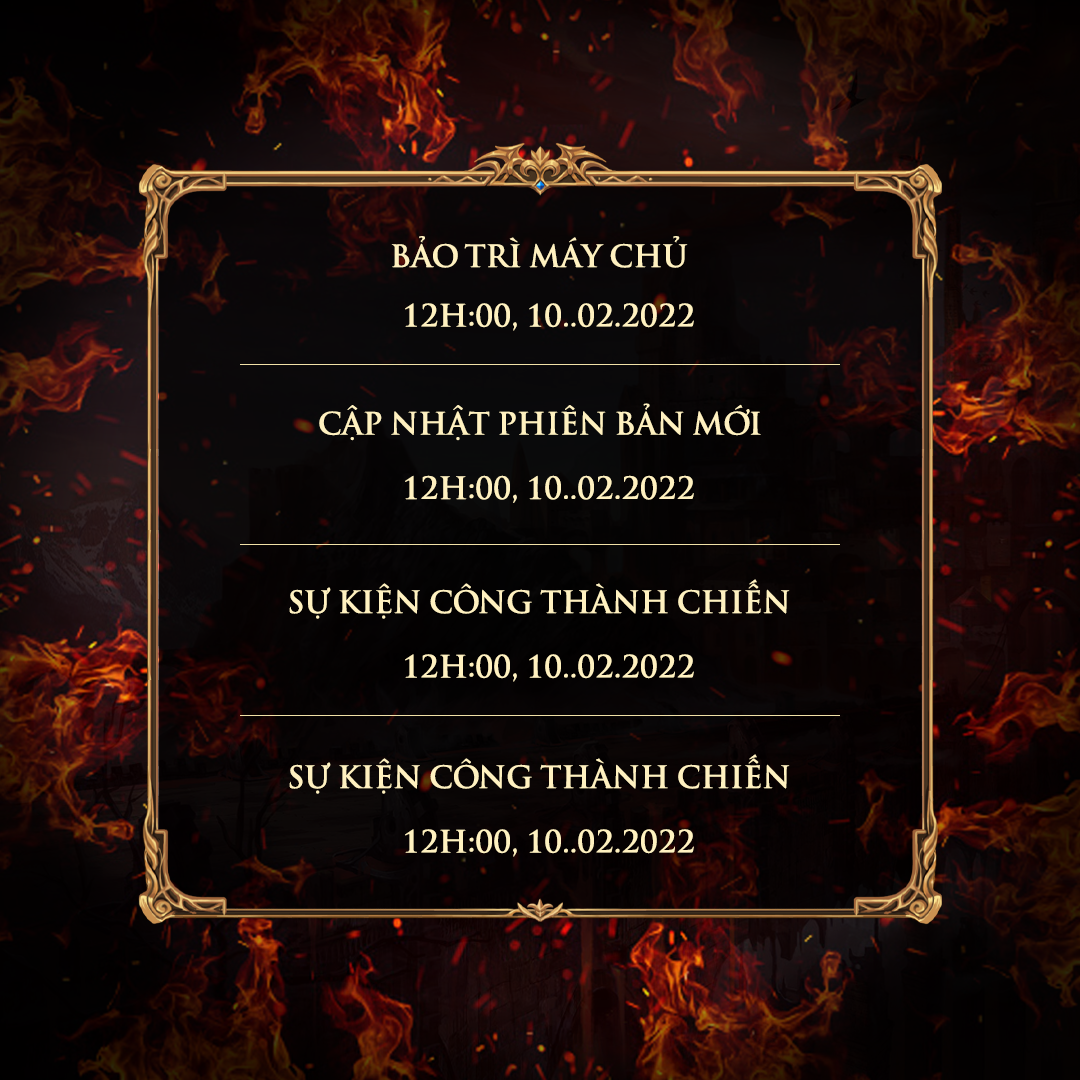 BẢO TRÌ MÁY CHỦ
12H:00, 10..02.2022
CẬP NHẬT PHIÊN BẢN MỚI
12H:00, 10..02.2022
SỰ KIỆN CÔNG THÀNH CHIẾN
12H:00, 10..02.2022
SỰ KIỆN CÔNG THÀNH CHIẾN
12H:00, 10..02.2022